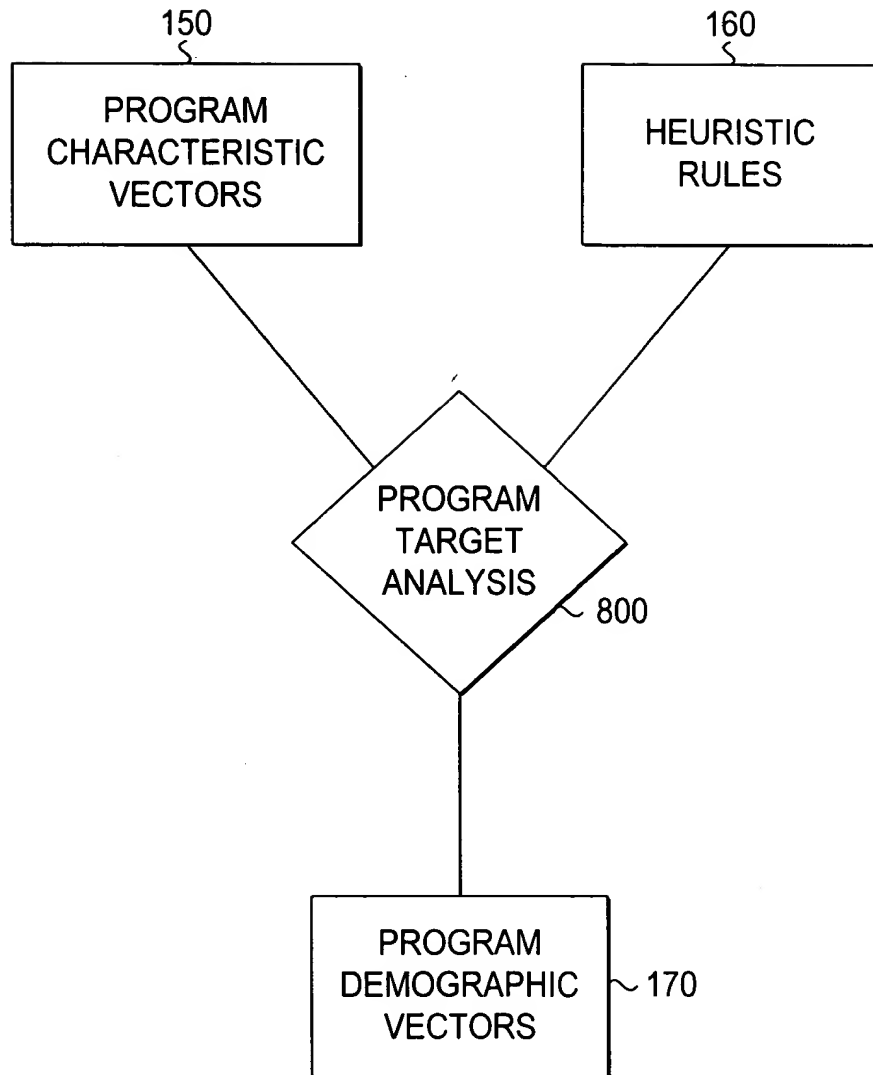 150
160
PROGRAM
CHARACTERISTIC
VECTORS
HEURISTIC
RULES
PROGRAM
TARGET
ANALYSIS
800
PROGRAM
DEMOGRAPHIC
VECTORS
170